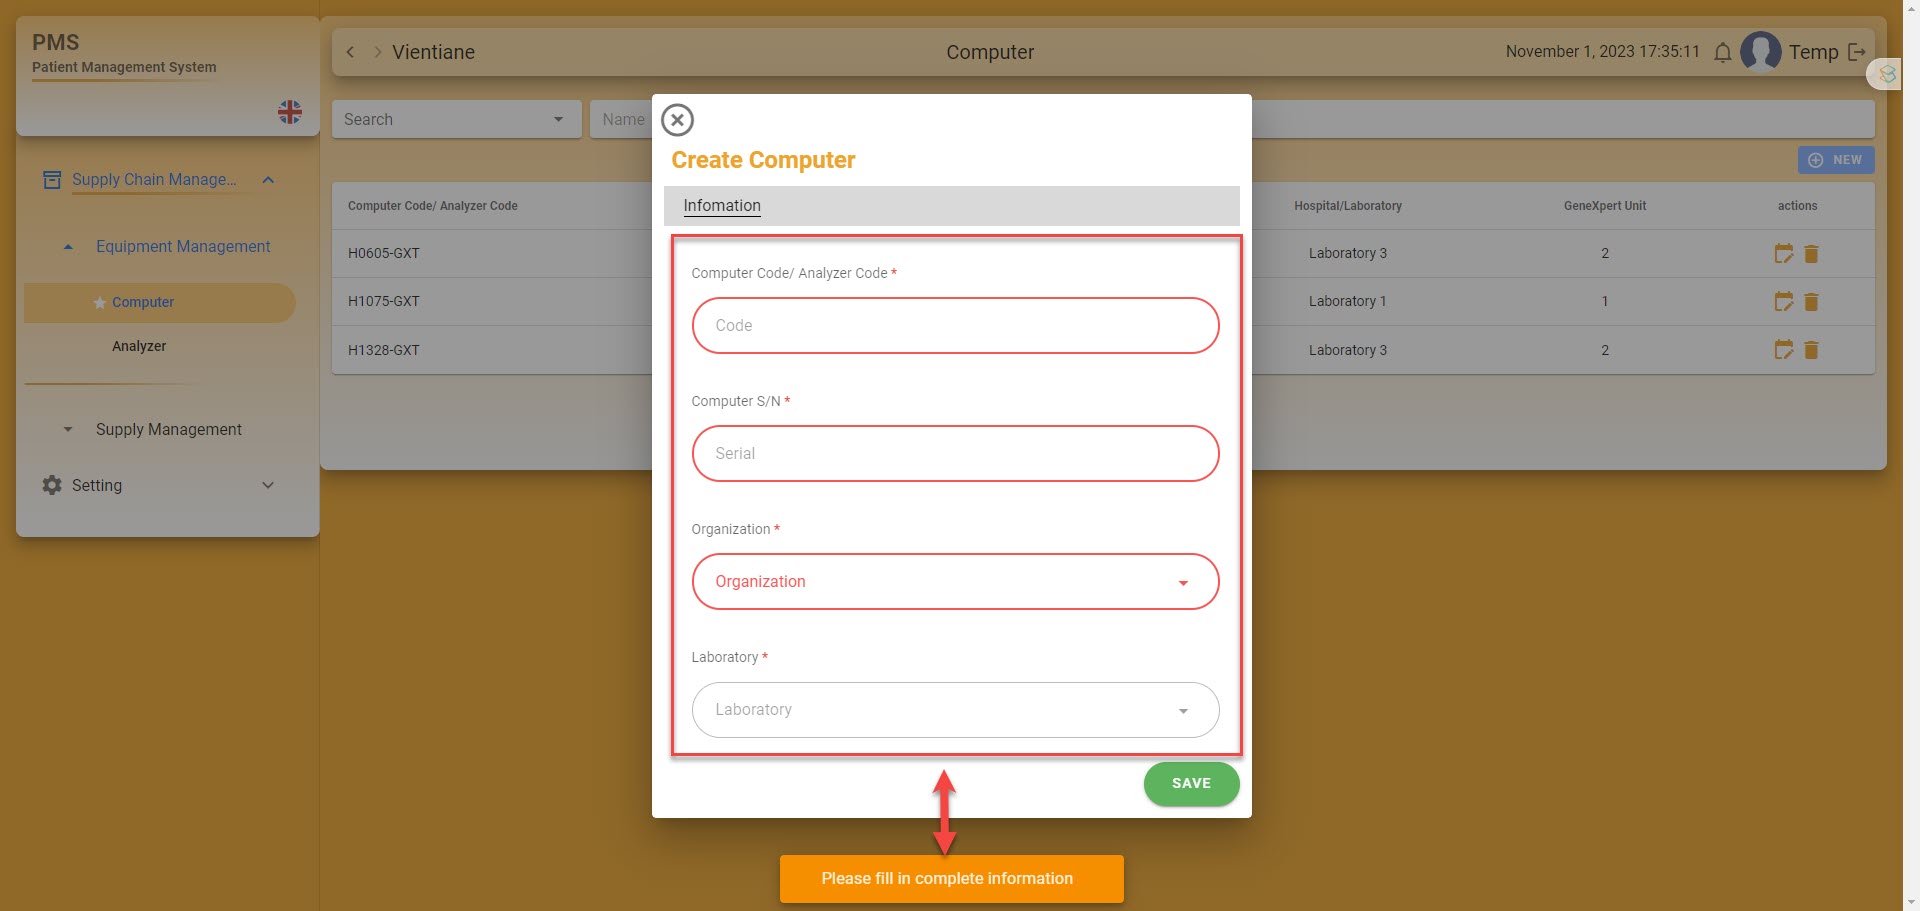 PMS
Patient Management System
Supply Chain Manage...
Equipment Management
Computer
Analyzer
Supply Management
Setting
Vientiane
Computer
November 1, 2023 17:35:11
Temp
Search
Name
NEW
Computer Code/ Analyzer Code
Hospital/Laboratory
GeneXpert Unit
actions
H0605-GXT
Laboratory 3
2
H1075-GXT
Laboratory 1
1
H1328-GXT
Laboratory 3
2
Create Computer
Infomation
Computer Code/ Analyzer Code *
Code
Computer S/N *
Serial
Organization *
Organization
Laboratory *
Laboratory
SAVE
Please fill in complete information